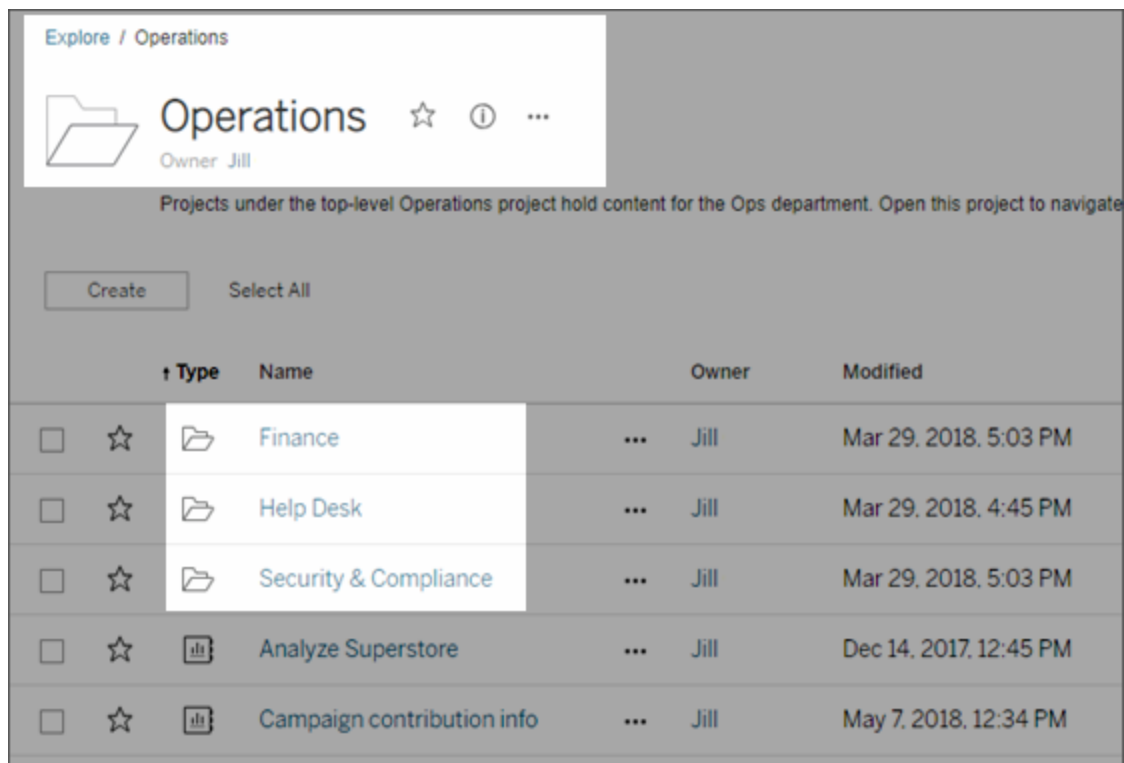 Explore / Operations
Operations
Owner Jill
Projects under the top-level Operations project hold content for the Ops department. Open this project to navigate
Create Select All
↑ Type Name Owner Modified
Finance ••• Jill Mar 29, 2018, 5:03 PM
Help Desk ••• Jill Mar 29, 2018, 4:45 PM
Security & Compliance ••• Jill Mar 29, 2018, 5:03 PM
Analyze Superstore ••• Jill Dec 14, 2017, 12:45 PM
Campaign contribution info ••• Jill May 7, 2018, 12:34 PM